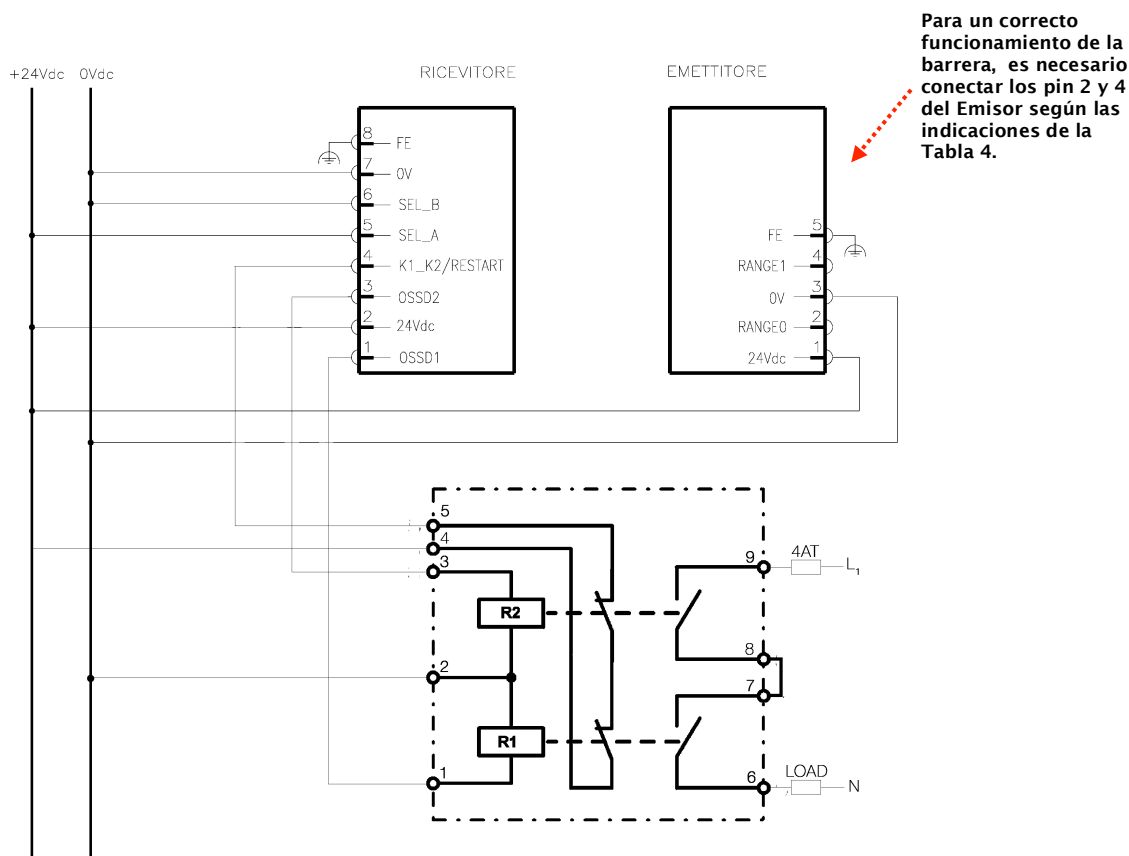 Para un correcto
funcionamiento de la
barrera, es necesario
conectar los pin 2 y 4
del Emisor según las
indicaciones de la
Tabla 4.
+24Vdc 0Vdc
RICEVITORE
EMETTITORE
8 FE
7 0V
6 SEL_B
5 SEL_A
4 K1_K2/RESTART
3 OSSD2
2 24Vdc
1 OSSD1
FE 5
RANGE1 4
0V 3
RANGE0 2
24Vdc 1
5
4
3
2
1
R2
R1
9
8
7
6
4AT
L1
LOAD
N